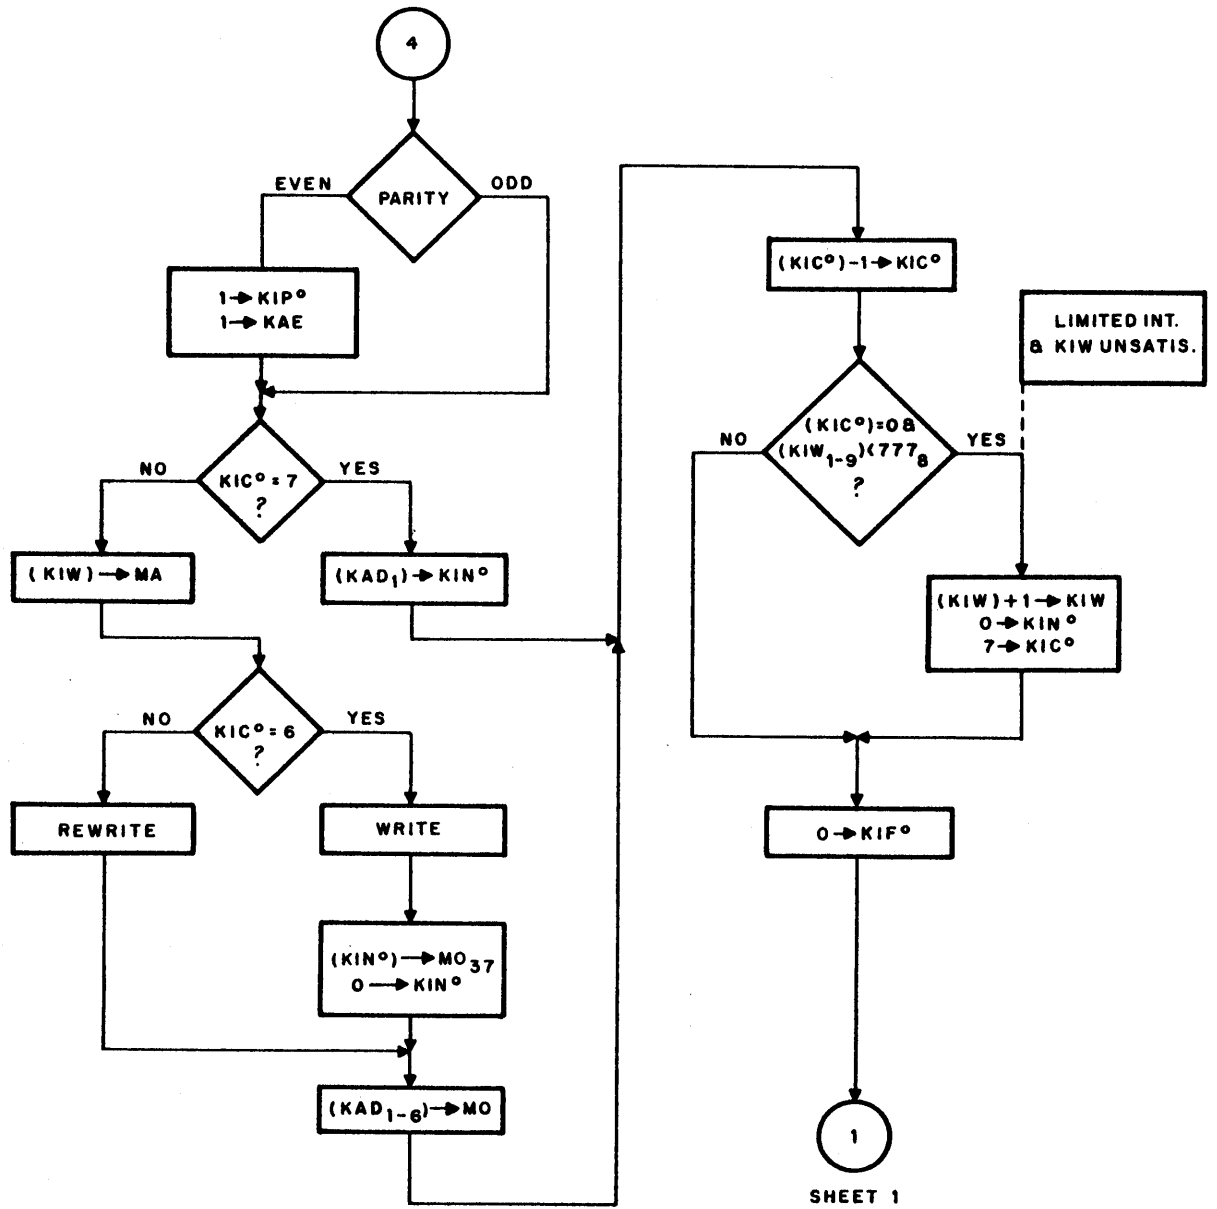 4
PARITY
EVEN
ODD
1→KIP°
1→KAE
KIC°=7
?
NO
YES
(KIW)→MA
(KAD₁)→KIN°
KIC°=6
?
NO
YES
REWRITE
WRITE
(KIN°)→MO₃₇
0→KIN°
(KAD₁₋₆)→MO
(KIC°)-1→KIC°
LIMITED INT.
& KIW UNSATIS.
(KIC°)=0&
(KIW₁₋₉)<777₈
?
NO
YES
(KIW)+1→KIW
0→KIN°
7→KIC°
0→KIF°
1
SHEET 1